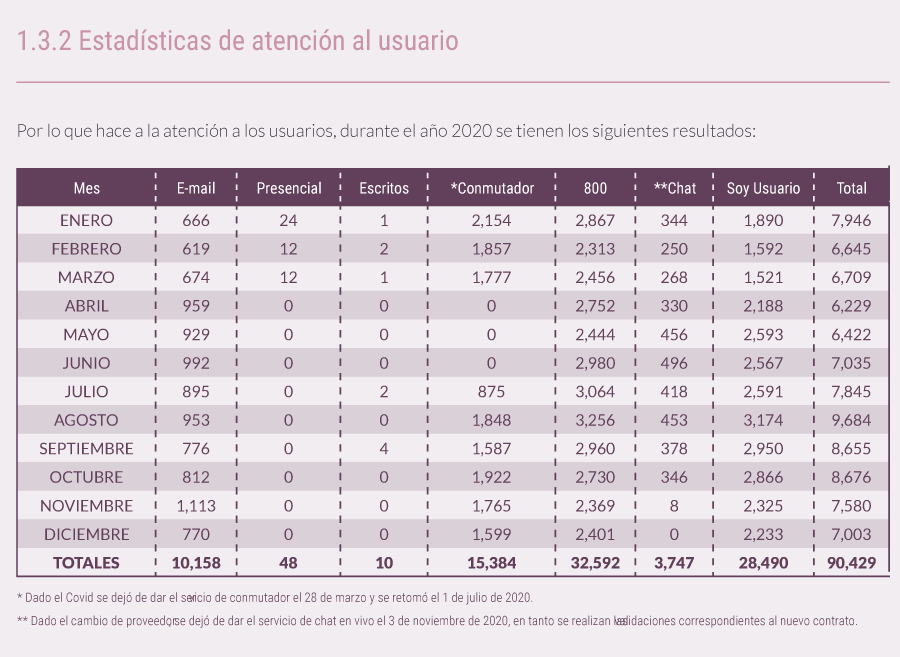 1.3.2 Estadísticas de atención al usuario
Por lo que hace a la atención a los usuarios, durante el año 2020 se tienen los siguientes resultados:
Mes E-mail Presencial Escritos *Conmutador 800 **Chat Soy Usuario Total
ENERO 666 24 1 2,154 2,867 344 1,890 7,946
FEBRERO 619 12 2 1,857 2,313 250 1,592 6,645
MARZO 674 12 1 1,777 2,456 268 1,521 6,709
ABRIL 959 0 0 0 2,752 330 2,188 6,229
MAYO 929 0 0 0 2,444 456 2,593 6,422
JUNIO 992 0 0 0 2,980 496 2,567 7,035
JULIO 895 0 2 875 3,064 418 2,591 7,845
AGOSTO 953 0 0 1,848 3,256 453 3,174 9,684
SEPTIEMBRE 776 0 4 1,587 2,960 378 2,950 8,655
OCTUBRE 812 0 0 1,922 2,730 346 2,866 8,676
NOVIEMBRE 1,113 0 0 1,765 2,369 8 2,325 7,580
DICIEMBRE 770 0 0 1,599 2,401 0 2,233 7,003
TOTALES 10,158 48 10 15,384 32,592 3,747 28,490 90,429
* Dado el Covid se dejó de dar el servicio de conmutador el 28 de marzo y se retomó el 1 de julio de 2020.
** Dado el cambio de proveedor, se dejó de dar el servicio de chat en vivo el 3 de noviembre de 2020, en tanto se realizan las validaciones correspondientes al nuevo contrato.